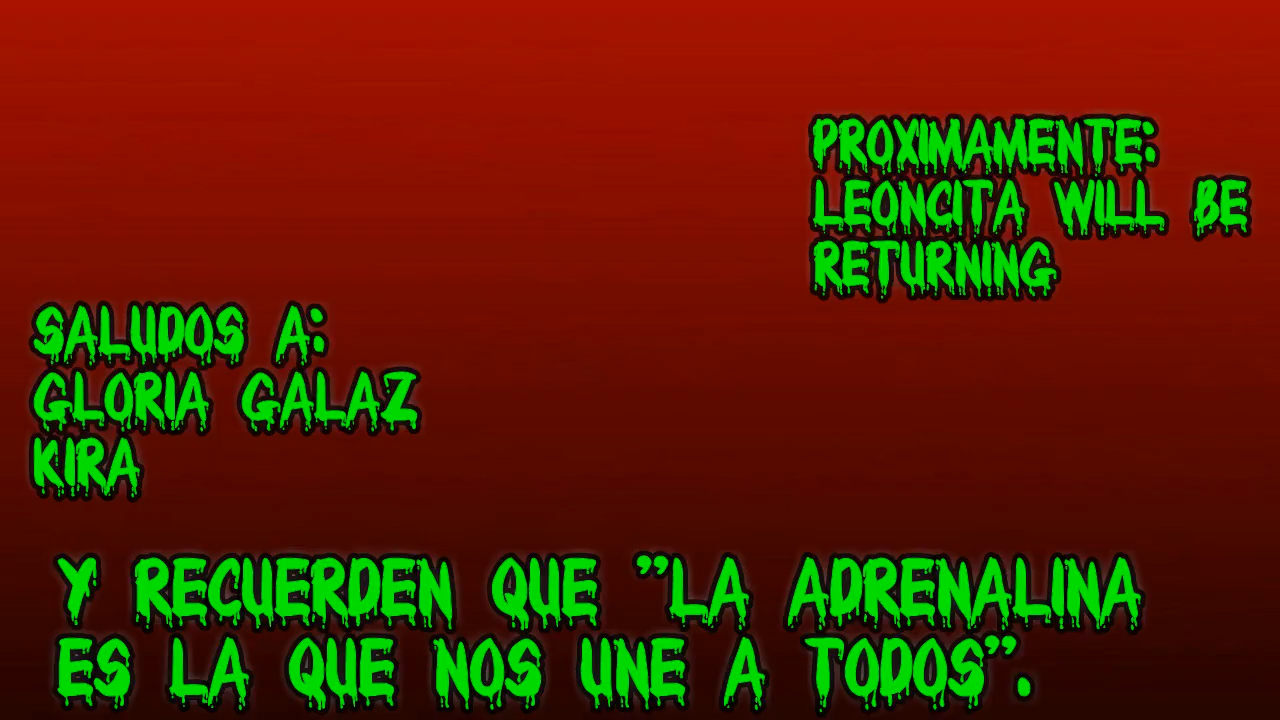 PROXIMAMENTE:
LEONCITA WILL BE
RETURNING
SALUDOS A:
GLORIA GALAZ
KIRA
Y RECUERDEN QUE ”LA ADRENALINA
ES LA QUE NOS UNE A TODOS”.